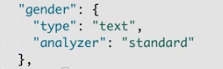 "gender": {
"type": "text",
"analyzer": "standard"
},